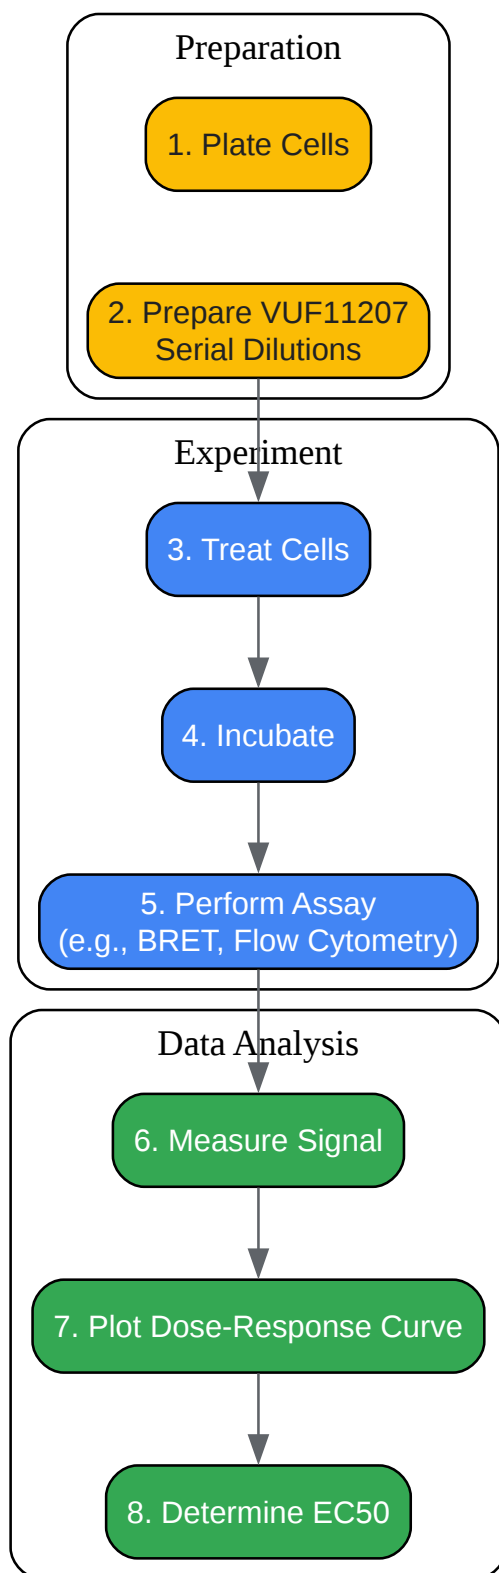 Preparation
1. Plate Cells
2. Prepare VUF11207
Serial Dilutions
Experiment
3. Treat Cells
4. Incubate
5. Perform Assay
(e.g., BRET, Flow Cytometry)
Data Analysis
6. Measure Signal
7. Plot Dose-Response Curve
8. Determine EC50